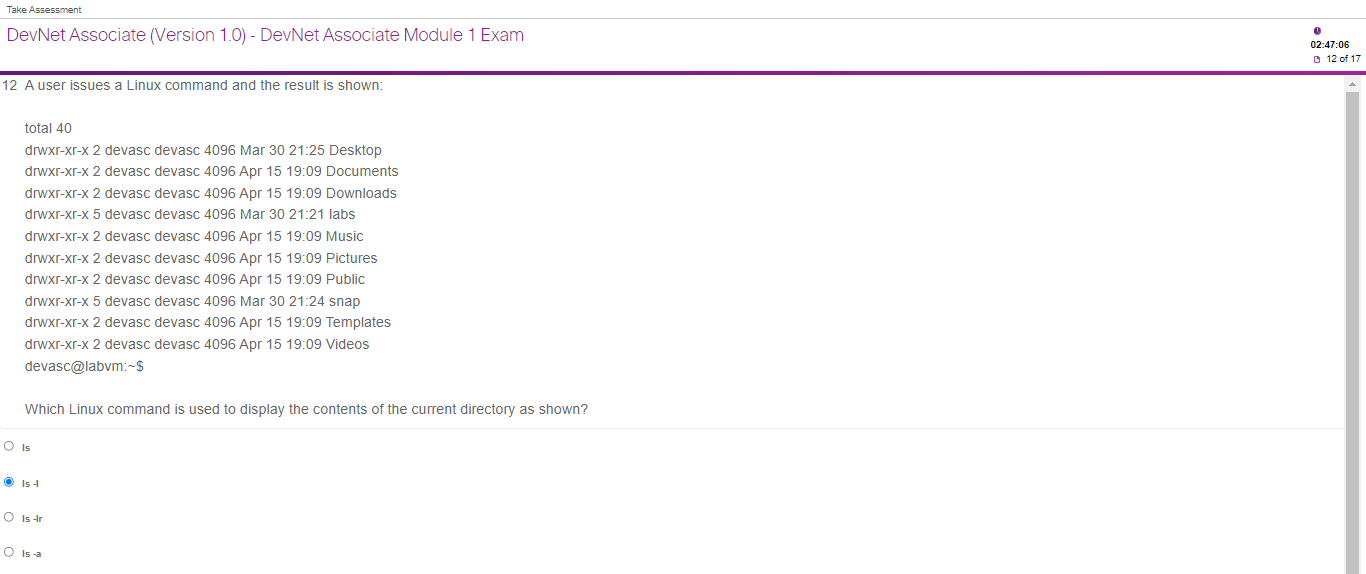 Take Assessment
DevNet Associate (Version 1.0) - DevNet Associate Module 1 Exam
02:47:06
12 of 17
12 A user issues a Linux command and the result is shown:
total 40
drwxr-xr-x 2 devasc devasc 4096 Mar 30 21:25 Desktop
drwxr-xr-x 2 devasc devasc 4096 Apr 15 19:09 Documents
drwxr-xr-x 2 devasc devasc 4096 Apr 15 19:09 Downloads
drwxr-xr-x 5 devasc devasc 4096 Mar 30 21:21 labs
drwxr-xr-x 2 devasc devasc 4096 Apr 15 19:09 Music
drwxr-xr-x 2 devasc devasc 4096 Apr 15 19:09 Pictures
drwxr-xr-x 2 devasc devasc 4096 Apr 15 19:09 Public
drwxr-xr-x 5 devasc devasc 4096 Mar 30 21:24 snap
drwxr-xr-x 2 devasc devasc 4096 Apr 15 19:09 Templates
drwxr-xr-x 2 devasc devasc 4096 Apr 15 19:09 Videos
devasc@labvm:~$
Which Linux command is used to display the contents of the current directory as shown?
ls
ls -l
ls -lr
ls -a